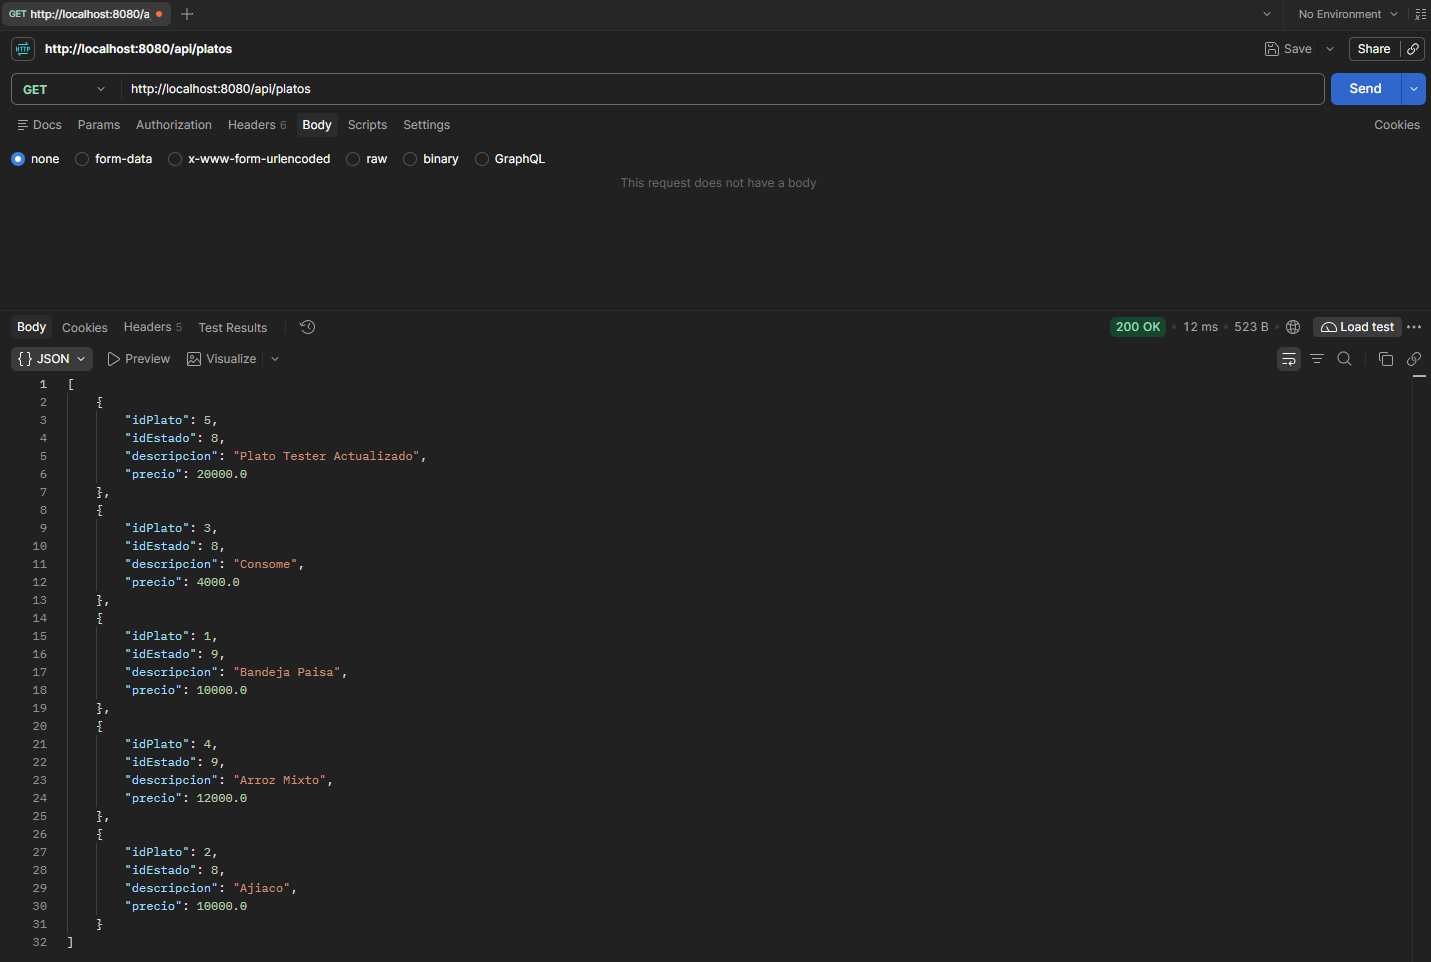 GET http://localhost:8080/a
No Environment
HTTP http://localhost:8080/api/platos
Save
Share
GET
http://localhost:8080/api/platos
Send
Docs Params Authorization Headers 6 Body Scripts Settings
Cookies
none form-data x-www-form-urlencoded raw binary GraphQL
This request does not have a body
Body Cookies Headers 5 Test Results
200 OK • 12 ms • 523 B •
Load test
{} JSON Preview Visualize
1 [
2 {
3 "idPlato": 5,
4 "idEstado": 8,
5 "descripcion": "Plato Tester Actualizado",
6 "precio": 20000.0
7 },
8 {
9 "idPlato": 3,
10 "idEstado": 8,
11 "descripcion": "Consome",
12 "precio": 4000.0
13 },
14 {
15 "idPlato": 1,
16 "idEstado": 9,
17 "descripcion": "Bandeja Paisa",
18 "precio": 10000.0
19 },
20 {
21 "idPlato": 4,
22 "idEstado": 9,
23 "descripcion": "Arroz Mixto",
24 "precio": 12000.0
25 },
26 {
27 "idPlato": 2,
28 "idEstado": 8,
29 "descripcion": "Ajiaco",
30 "precio": 10000.0
31 }
32 ]